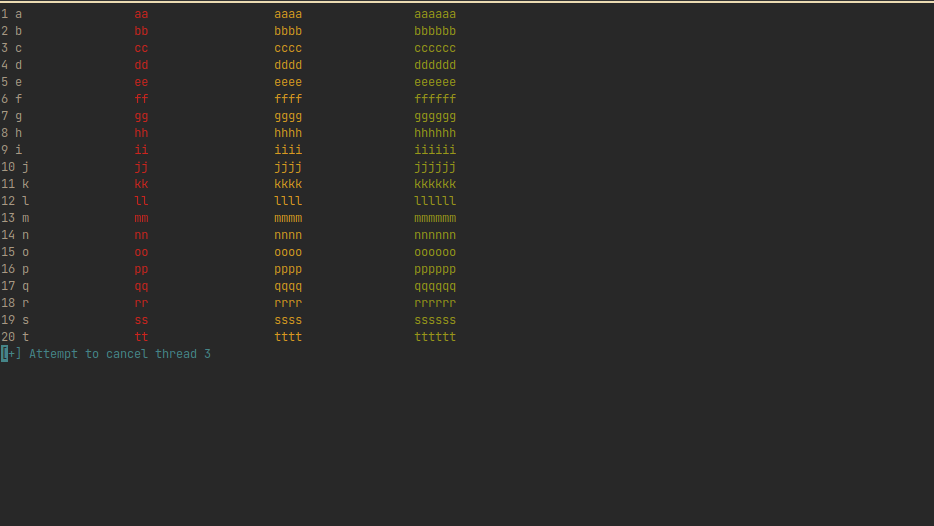 1 a aa aaaa aaaaaa
2 b bb bbbb bbbbbb
3 c cc cccc cccccc
4 d dd dddd dddddd
5 e ee eeee eeeeee
6 f ff ffff ffffff
7 g gg gggg gggggg
8 h hh hhhh hhhhhh
9 i ii iiii iiiiii
10 j jj jjjj jjjjjj
11 k kk kkkk kkkkkk
12 l ll llll llllll
13 m mm mmmm mmmmmm
14 n nn nnnn nnnnnn
15 o oo oooo oooooo
16 p pp pppp pppppp
17 q qq qqqq qqqqqq
18 r rr rrrr rrrrrr
19 s ss ssss ssssss
20 t tt tttt tttttt
[+] Attempt to cancel thread 3